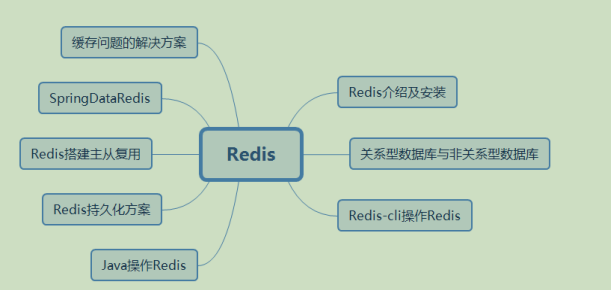 缓存问题的解决方案
SpringDataRedis
Redis搭建主从复用
Redis持久化方案
Java操作Redis
Redis
Redis介绍及安装
关系型数据库与非关系型数据库
Redis-cli操作Redis